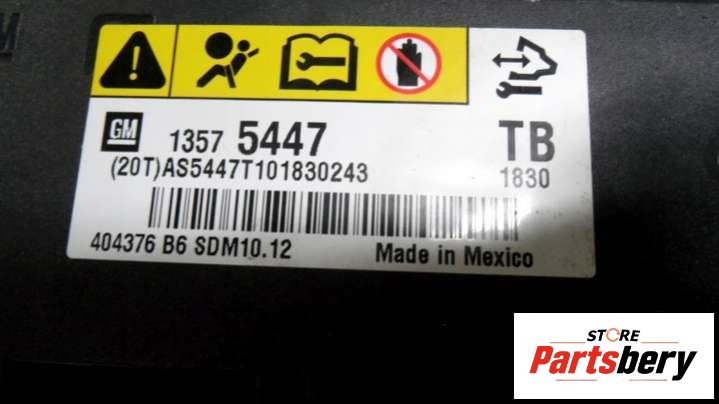 GM 1357 5447 TB
(20T)AS5447T101830243 1830
404376 B6 SDM10.12 Made in Mexico
STORE
Partsbery